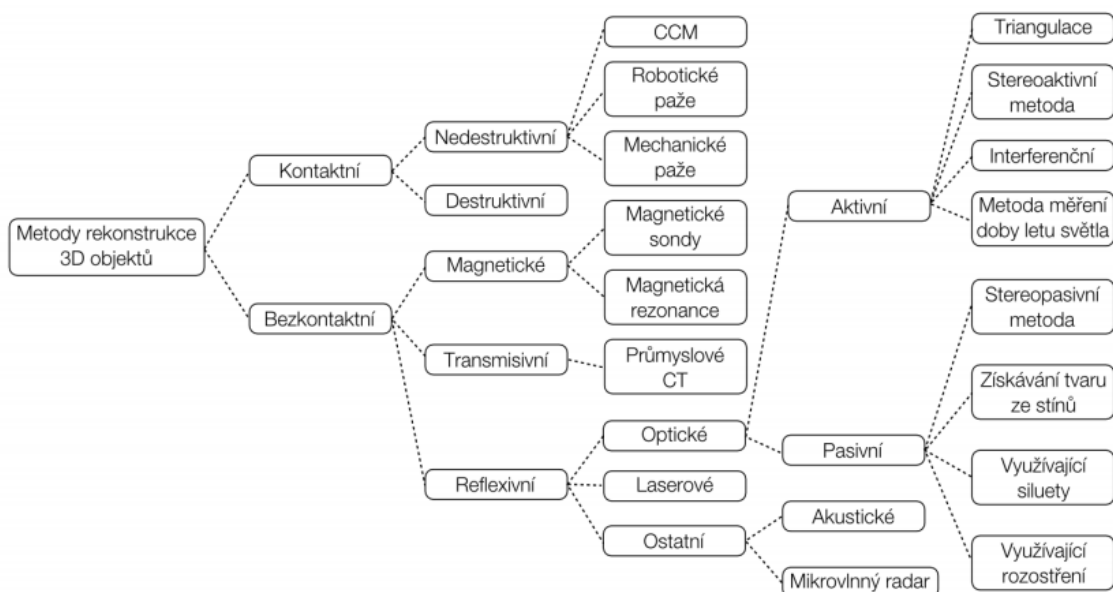 Metody rekonstrukce
3D objektů
Kontaktní
Bezkontaktní
Nedestruktivní
Destruktivní
Magnetické
Transmisivní
Reflexivní
CCM
Robotické
paže
Mechanické
paže
Magnetické
sondy
Magnetická
rezonance
Průmyslové
CT
Optické
Laserové
Ostatní
Aktivní
Pasivní
Akustické
Mikrovlnný radar
Triangulace
Stereoaktivní
metoda
Interferenční
Metoda měření
doby letu světla
Stereopasivní
metoda
Získávání tvaru
ze stínů
Využívající
siluety
Využívající
rozostření